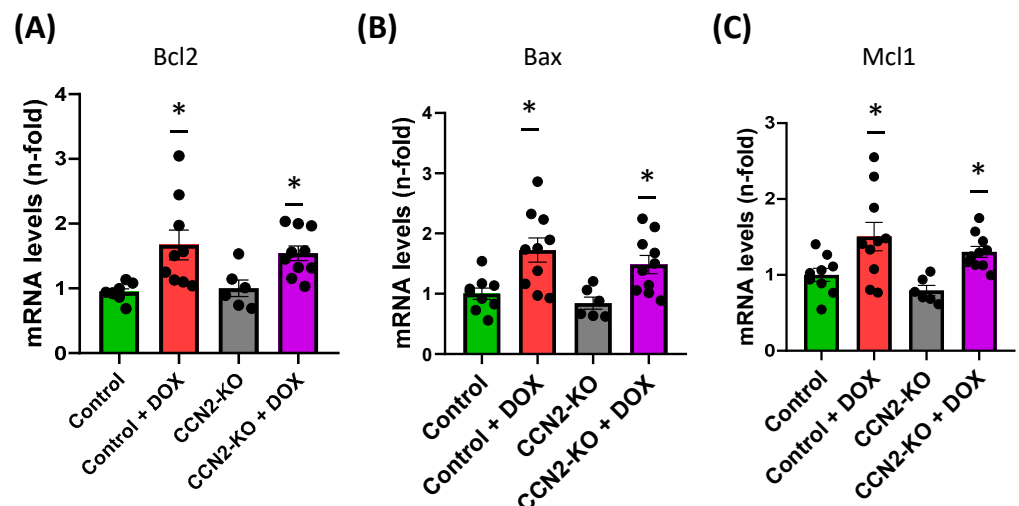 (A)
Bcl2
mRNA levels (n-fold)
4
3
2
1
0
*
*
Control
Control + DOX
CCN2-KO
CCN2-KO + DOX
(B)
Bax
mRNA levels (n-fold)
4
3
2
1
0
*
*
Control
Control + DOX
CCN2-KO
CCN2-KO + DOX
(C)
Mcl1
mRNA levels (n-fold)
3
2
1
0
*
*
Control
Control + DOX
CCN2-KO
CCN2-KO + DOX